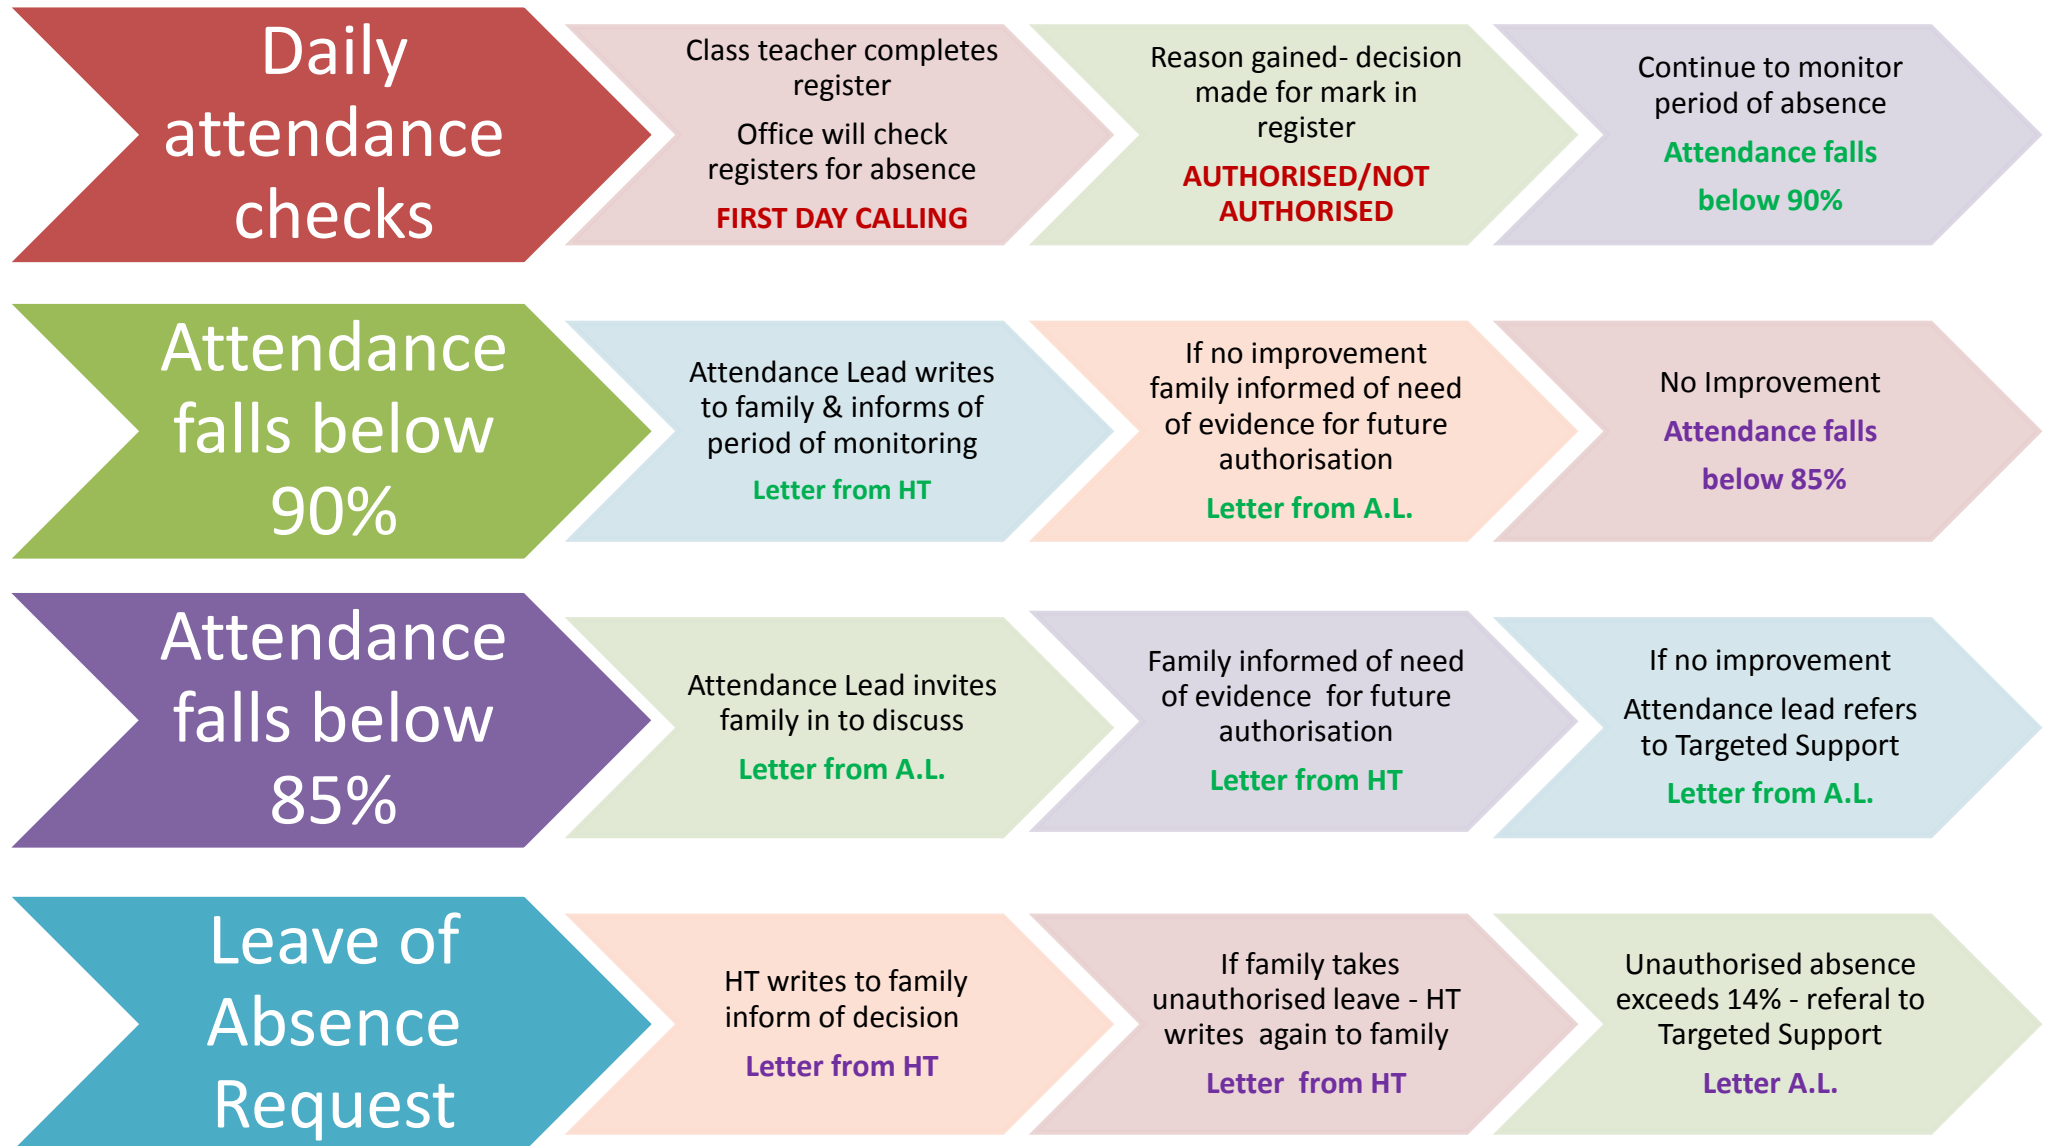 Daily
attendance
checks
Class teacher completes
register
Office will check
registers for absence
FIRST DAY CALLING
Reason gained- decision
made for mark in
register
AUTHORISED/NOT
AUTHORISED
Continue to monitor
period of absence
Attendance falls
below 90%
Attendance
falls below
90%
Attendance Lead writes
to family & informs of
period of monitoring
Letter from HT
If no improvement
family informed of need
of evidence for future
authorisation
Letter from A.L.
No Improvement
Attendance falls
below 85%
Attendance
falls below
85%
Attendance Lead invites
family in to discuss
Letter from A.L.
Family informed of need
of evidence  for future
authorisation
Letter from HT
If no improvement
Attendance lead refers
to Targeted Support
Letter from A.L.
Leave of
Absence
Request
HT writes to family
inform of decision
Letter from HT
If family takes
unauthorised leave - HT
writes  again to family
Letter  from HT
Unauthorised absence
exceeds 14% - referal to
Targeted Support
Letter A.L.